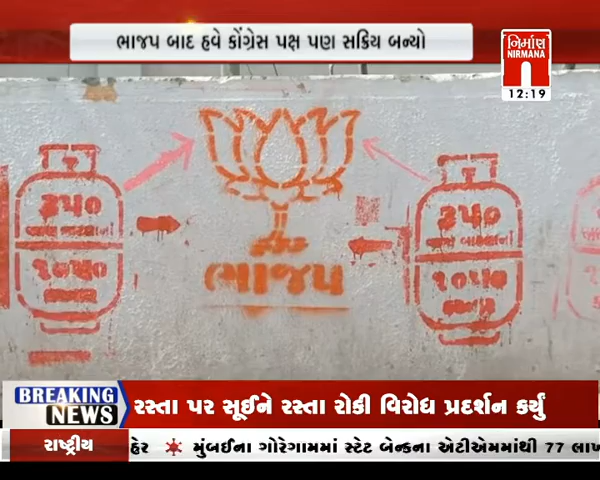 ભાજપ બાદ હવે કોંગ્રેસ પક્ષ પણ સક્રિય બન્યો
નિર્માણ
NIRMANA
12:19
૩૫૦
૩૫૦
૧૦૫૦
૧૦૫૦
ભાજપ
BREAKING NEWS
રસ્તા પર સૂઈને રસ્તા રોકી વિરોધ પ્રદર્શન કર્યું
રાષ્ટ્રીય
હેર મુંબઈના ગોરેગામમાં સ્ટેટ બેન્કના એટીએમમાંથી 77 લાખ